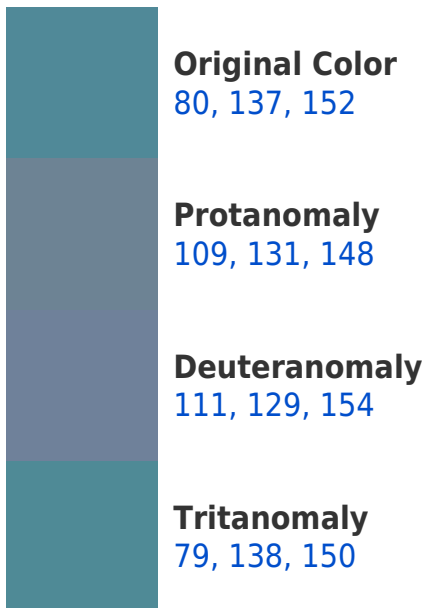 Original Color
80, 137, 152
Protanomaly
109, 131, 148
Deuteranomaly
111, 129, 154
Tritanomaly
79, 138, 150